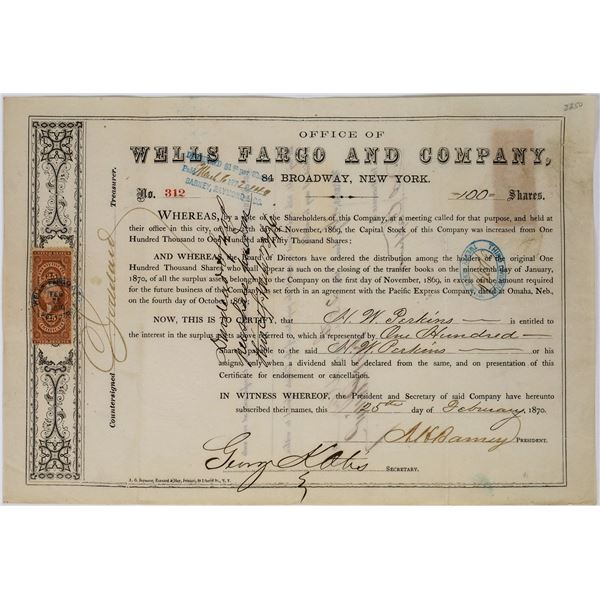 2250
OFFICE OF
WELLS FARGO AND COMPANY,
84 BROADWAY, NEW YORK.
No. 312
100 Shares.
WHEREAS, by a vote of the Shareholders of this Company, at a meeting called for that purpose, and held
at their office in this city, on the day of November, 1869, the Capital Stock of this Company was increased from One
Hundred Thousand to One Hundred and Fifty Thousand Shares;
AND WHEREAS, the Board of Directors have ordered the distribution among the holders of the original One
Hundred Thousand Shares who shall appear as such on the closing of the transfer books on the nineteenth day of January,
1870, of all assets belonging to the Company on the first day of November, 1869, in excess of the amount required
for the future business of the Company as set forth in an agreement with the Pacific Express Company, dated at Omaha, Neb.,
on the fourth day of October, 1869;
NOW, THIS IS TO CERTIFY, that H. W. Perkins is entitled
to the interest in the surplus assets above referred to, which is represented by One Hundred
Shares, payable to the said H. W. Perkins or his
assigns only when a dividend shall be declared from the same, and on presentation of this
Certificate for endorsement or cancellation.
IN WITNESS WHEREOF, the President and Secretary of said Company have hereunto
subscribed their names, this 25th day of February 1870.
A H Barney PRESIDENT.
George K Otis SECRETARY.
Countersigned
Treasurer.
BARNEY, RAYMOND & CO.
25
25